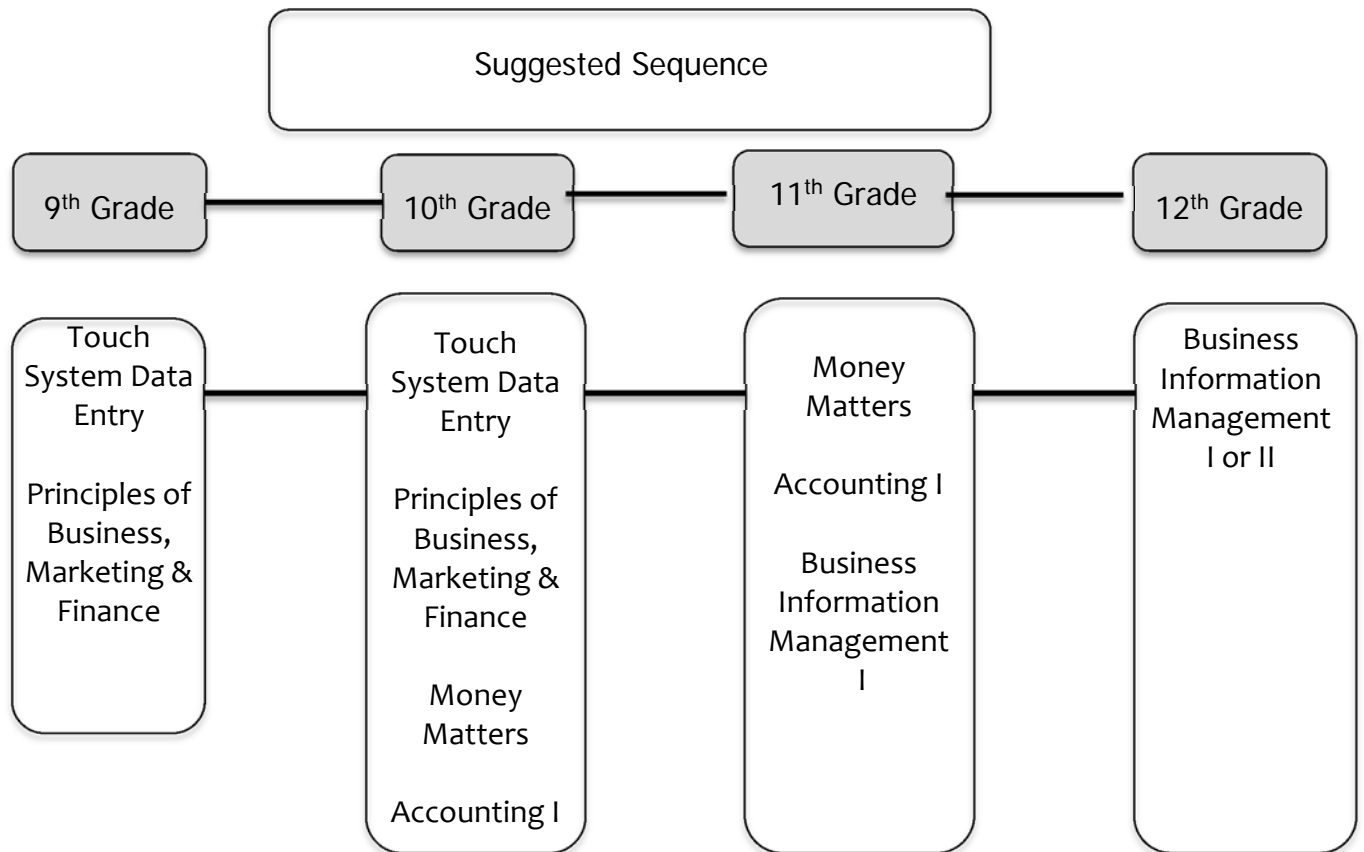 Suggested Sequence
9th Grade
10th Grade
11th Grade
12th Grade
Touch
System Data
Entry
Principles of
Business,
Marketing &
Finance
Touch
System Data
Entry
Principles of
Business,
Marketing &
Finance
Money
Matters
Accounting I
Money
Matters
Accounting I
Business
Information
Management
I
Business
Information
Management
I or II